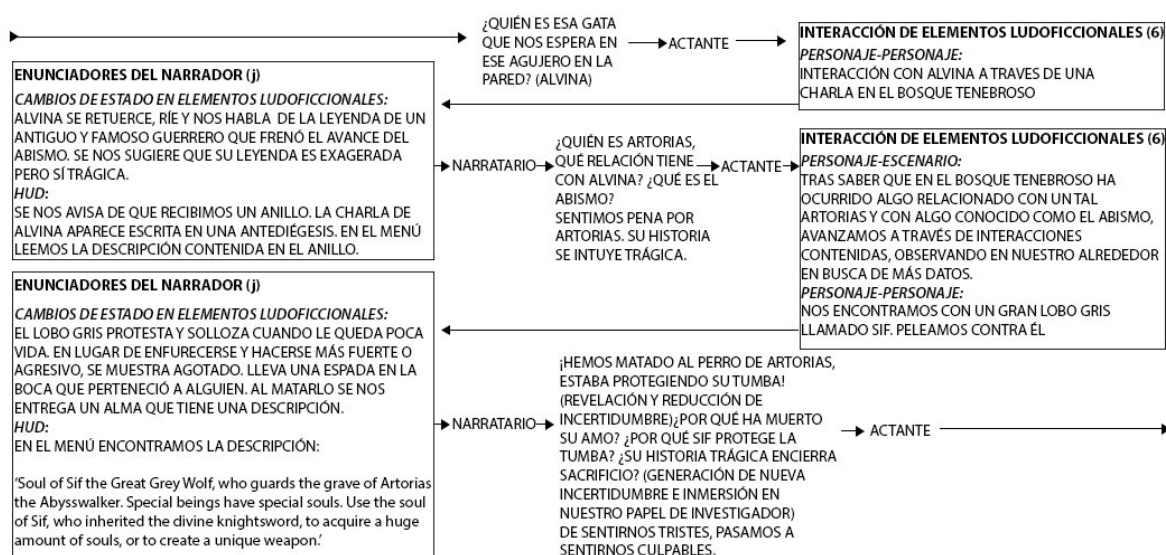 ¿QUIÉN ES ESA GATA
QUE NOS ESPERA EN
ESE AGUJERO EN LA
PARED? (ALVINA)
ACTANTE
INTERACCIÓN DE ELEMENTOS LUDOFICCIONALES (6)
PERSONAJE-PERSONAJE:
INTERACCIÓN CON ALVINA A TRAVES DE UNA
CHARLA EN EL BOSQUE TENEBROSO
ENUNCIADORES DEL NARRADOR (j)
CAMBIOS DE ESTADO EN ELEMENTOS LUDOFICCIONALES:
ALVINA SE RETUERCE, RÍE Y NOS HABLA DE LA LEYENDA DE UN
ANTIGUO Y FAMOSO GUERRERO QUE FRENÓ EL AVANCE DEL
ABISMO. SE NOS SUGIERE QUE SU LEYENDA ES EXAGERADA
PERO SÍ TRÁGICA.
HUD:
SE NOS AVISA DE QUE RECIBIMOS UN ANILLO. LA CHARLA DE
ALVINA APARECE ESCRITA EN UNA ANTEDIÉGESIS. EN EL MENÚ
LEEMOS LA DESCRIPCIÓN CONTENIDA EN EL ANILLO.
NARRATARIO
¿QUIÉN ES ARTORIAS,
QUÉ RELACIÓN TIENE
CON ALVINA? ¿QUÉ ES EL
ABISMO?
SENTIMOS PENA POR
ARTORIAS. SU HISTORIA
SE INTUYE TRÁGICA.
ACTANTE
INTERACCIÓN DE ELEMENTOS LUDOFICCIONALES (6)
PERSONAJE-ESCENARIO:
TRAS SABER QUE EN EL BOSQUE TENEBROSO HA
OCURRIDO ALGO RELACIONADO CON UN TAL
ARTORIAS Y CON ALGO CONOCIDO COMO EL ABISMO,
AVANZAMOS A TRAVÉS DE INTERACCIONES
CONTENIDAS, OBSERVANDO EN NUESTRO ALREDEDOR
EN BUSCA DE MÁS DATOS.
PERSONAJE-PERSONAJE:
NOS ENCONTRAMOS CON UN GRAN LOBO GRIS
LLAMADO SIF. PELEAMOS CONTRA ÉL
ENUNCIADORES DEL NARRADOR (j)
CAMBIOS DE ESTADO EN ELEMENTOS LUDOFICCIONALES:
EL LOBO GRIS PROTESTA Y SOLLOZA CUANDO LE QUEDA POCA
VIDA. EN LUGAR DE ENFURECERSE Y HACERSE MÁS FUERTE O
AGRESIVO, SE MUESTRA AGOTADO. LLEVA UNA ESPADA EN LA
BOCA QUE PERTENECIÓ A ALGUIEN. AL MATARLO SE NOS
ENTREGA UN ALMA QUE TIENE UNA DESCRIPCIÓN.
HUD:
EN EL MENÚ ENCONTRAMOS LA DESCRIPCIÓN:
'Soul of Sif the Great Grey Wolf, who guards the grave of Artorias
the Abysswalker. Special beings have special souls. Use the soul
of Sif, who inherited the divine knightsword, to acquire a huge
amount of souls, or to create a unique weapon.'
NARRATARIO
¡HEMOS MATADO AL PERRO DE ARTORIAS,
ESTABA PROTEGIENDO SU TUMBA!
(REVELACIÓN Y REDUCCIÓN DE
INCERTIDUMBRE)¿POR QUÉ HA MUERTO
SU AMO? ¿POR QUÉ SIF PROTEGE LA
TUMBA? ¿SU HISTORIA TRÁGICA ENCIERRA
SACRIFICIO? (GENERACIÓN DE NUEVA
INCERTIDUMBRE E INMERSIÓN EN
NUESTRO PAPEL DE INVESTIGADOR)
DE SENTIRNOS TRISTES, PASAMOS A
SENTIRNOS CULPABLES.
ACTANTE